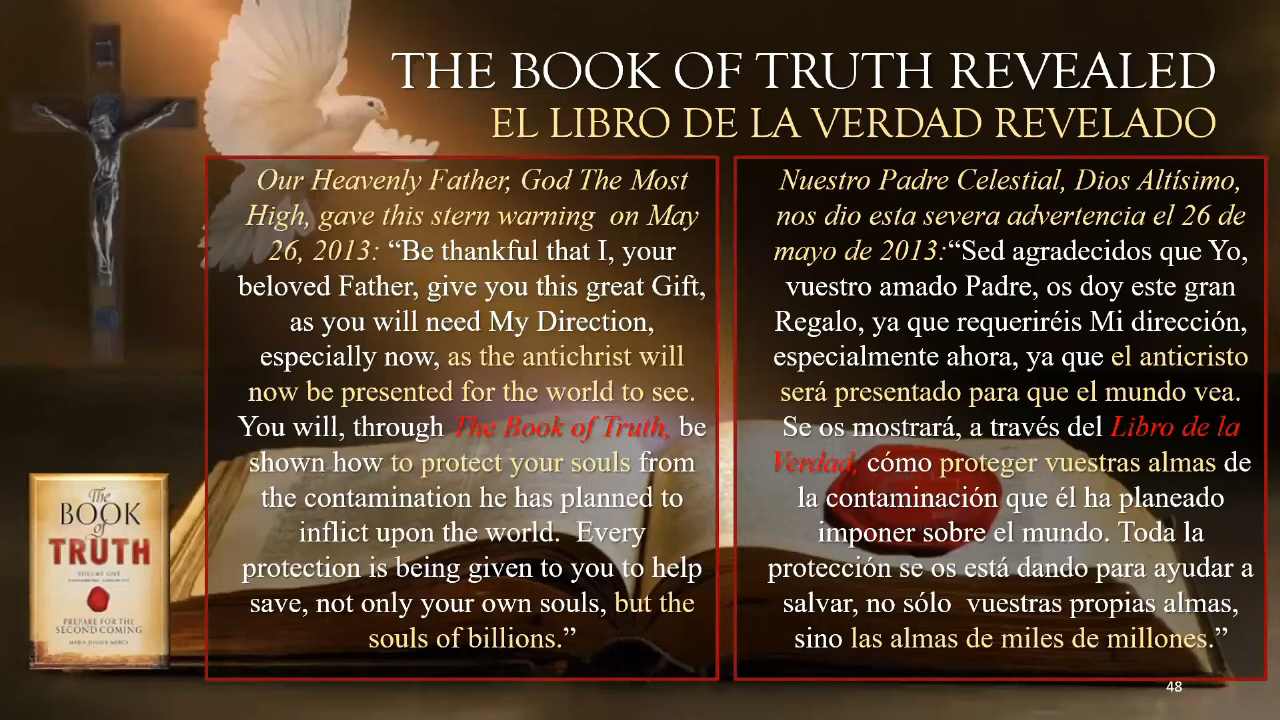 THE BOOK OF TRUTH REVEALED
EL LIBRO DE LA VERDAD REVELADO
Our Heavenly Father, God The Most
High, gave this stern warning on May
26, 2013: “Be thankful that I, your
beloved Father, give you this great Gift,
as you will need My Direction,
especially now, as the antichrist will
now be presented for the world to see.
You will, through The Book of Truth, be
shown how to protect your souls from
the contamination he has planned to
inflict upon the world. Every
protection is being given to you to help
save, not only your own souls, but the
souls of billions.”
Nuestro Padre Celestial, Dios Altísimo,
nos dio esta severa advertencia el 26 de
mayo de 2013:“Sed agradecidos que Yo,
vuestro amado Padre, os doy este gran
Regalo, ya que requeriréis Mi dirección,
especialmente ahora, ya que el anticristo
será presentado para que el mundo vea.
Se os mostrará, a través del Libro de la
Verdad, cómo proteger vuestras almas de
la contaminación que él ha planeado
imponer sobre el mundo. Toda la
protección se os está dando para ayudar a
salvar, no sólo vuestras propias almas,
sino las almas de miles de millones.”
The
BOOK
of
TRUTH
VOLUME ONE
PREPARE FOR THE
SECOND COMING
MARIA DIVINE MERCY
48